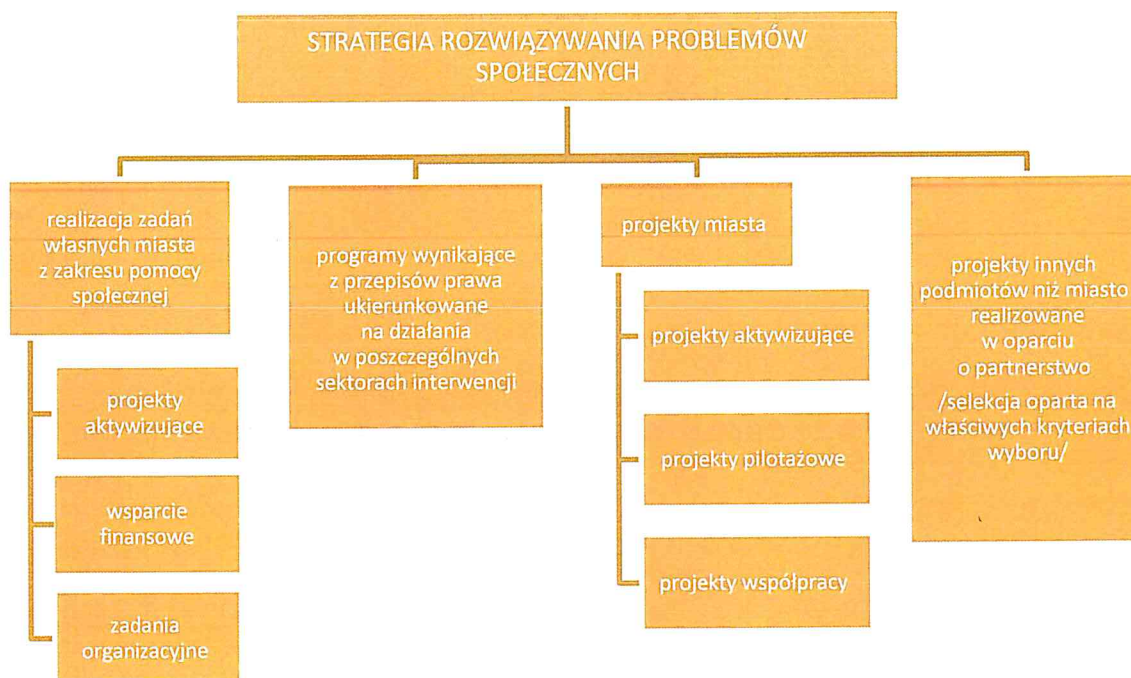 STRATEGIA ROZWIĄZYWANIA PROBLEMÓW
SPOŁECZNYCH
realizacja zadań
własnych miasta
z zakresu pomocy
społecznej
projekty
aktywizujące
wsparcie
finansowe
zadania
organizacyjne
programy wynikające
z przepisów prawa
ukierunkowane
na działania
w poszczególnych
sektorach interwencji
projekty miasta
projekty aktywizujące
projekty pilotażowe
projekty współpracy
projekty innych
podmiotów niż miasto
realizowane
w oparciu
o partnerstwo
/selekcja oparta na
właściwych kryteriach
wyboru/